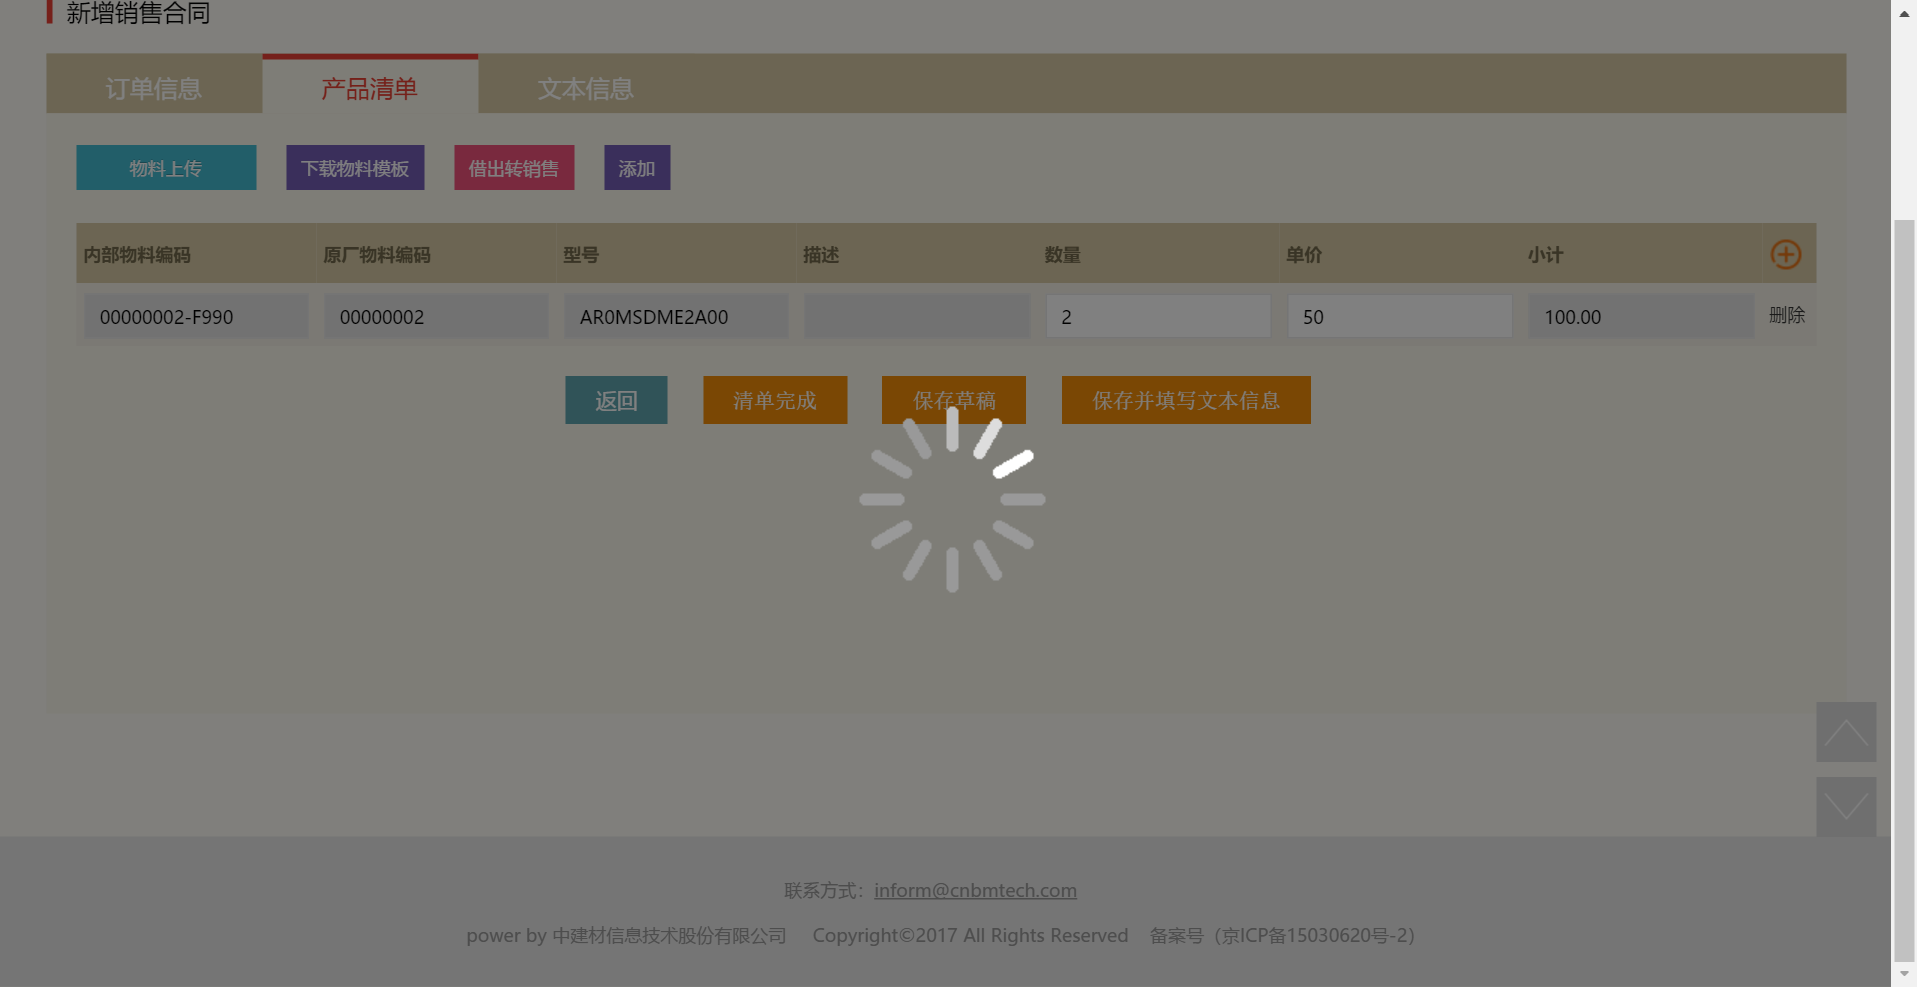 新增销售合同
订单信息 产品清单 文本信息
物料上传 下载物料模板 借出转销售 添加
内部物料编码 原厂物料编码 型号 描述 数量 单价 小计
00000002-F990 00000002 AR0MSDME2A00 2 50 100.00 删除
返回 清单完成 保存草稿 保存并填写文本信息
联系方式：inform@cnbmtech.com
power by 中建材信息技术股份有限公司 Copyright©2017 All Rights Reserved 备案号（京ICP备15030620号-2）